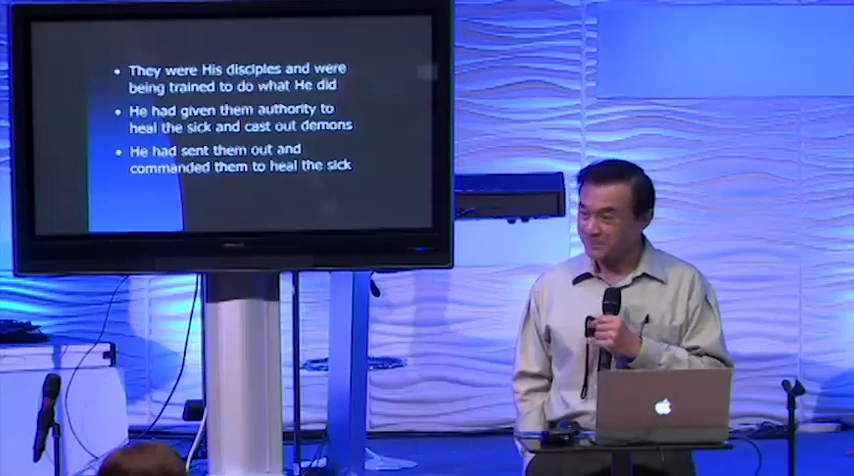 • They were His disciples and were
being trained to do what He did
• He had given them authority to
heal the sick and cast out demons
• He had sent them out and
commanded them to heal the sick